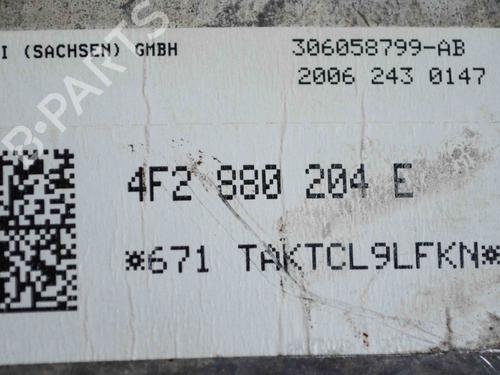 I (SACHSEN) GMBH
306058799-AB
2006 243 0147
B-PARTS
4F2 880 204 E
*671 TAKTCL9LFKN*